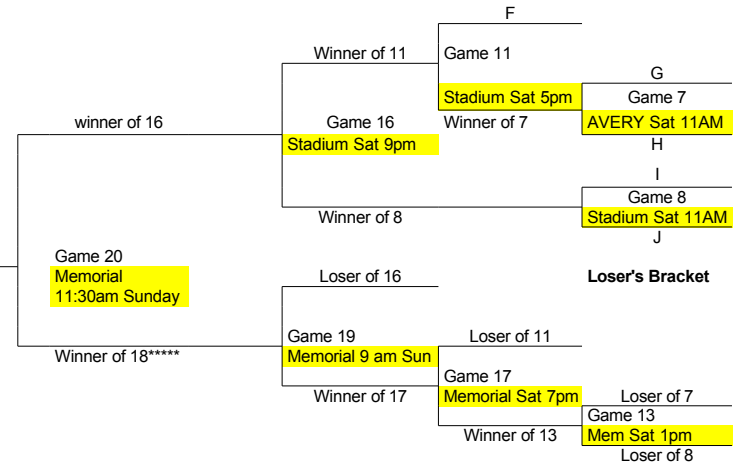 F
Winner of 11
Game 11
G
Stadium Sat 5pm
Game 7
winner of 16
Game 16
Winner of 7
AVERY Sat 11AM
Stadium Sat 9pm
H
I
Game 8
Winner of 8
Stadium Sat 11AM
J
Game 20
Memorial
11:30am Sunday
Loser of 16
Loser's Bracket
Game 19
Loser of 11
Winner of 18*****
Memorial 9 am Sun
Game 17
Winner of 17
Memorial Sat 7pm
Loser of 7
Game 13
Winner of 13
Mem Sat 1pm
Loser of 8